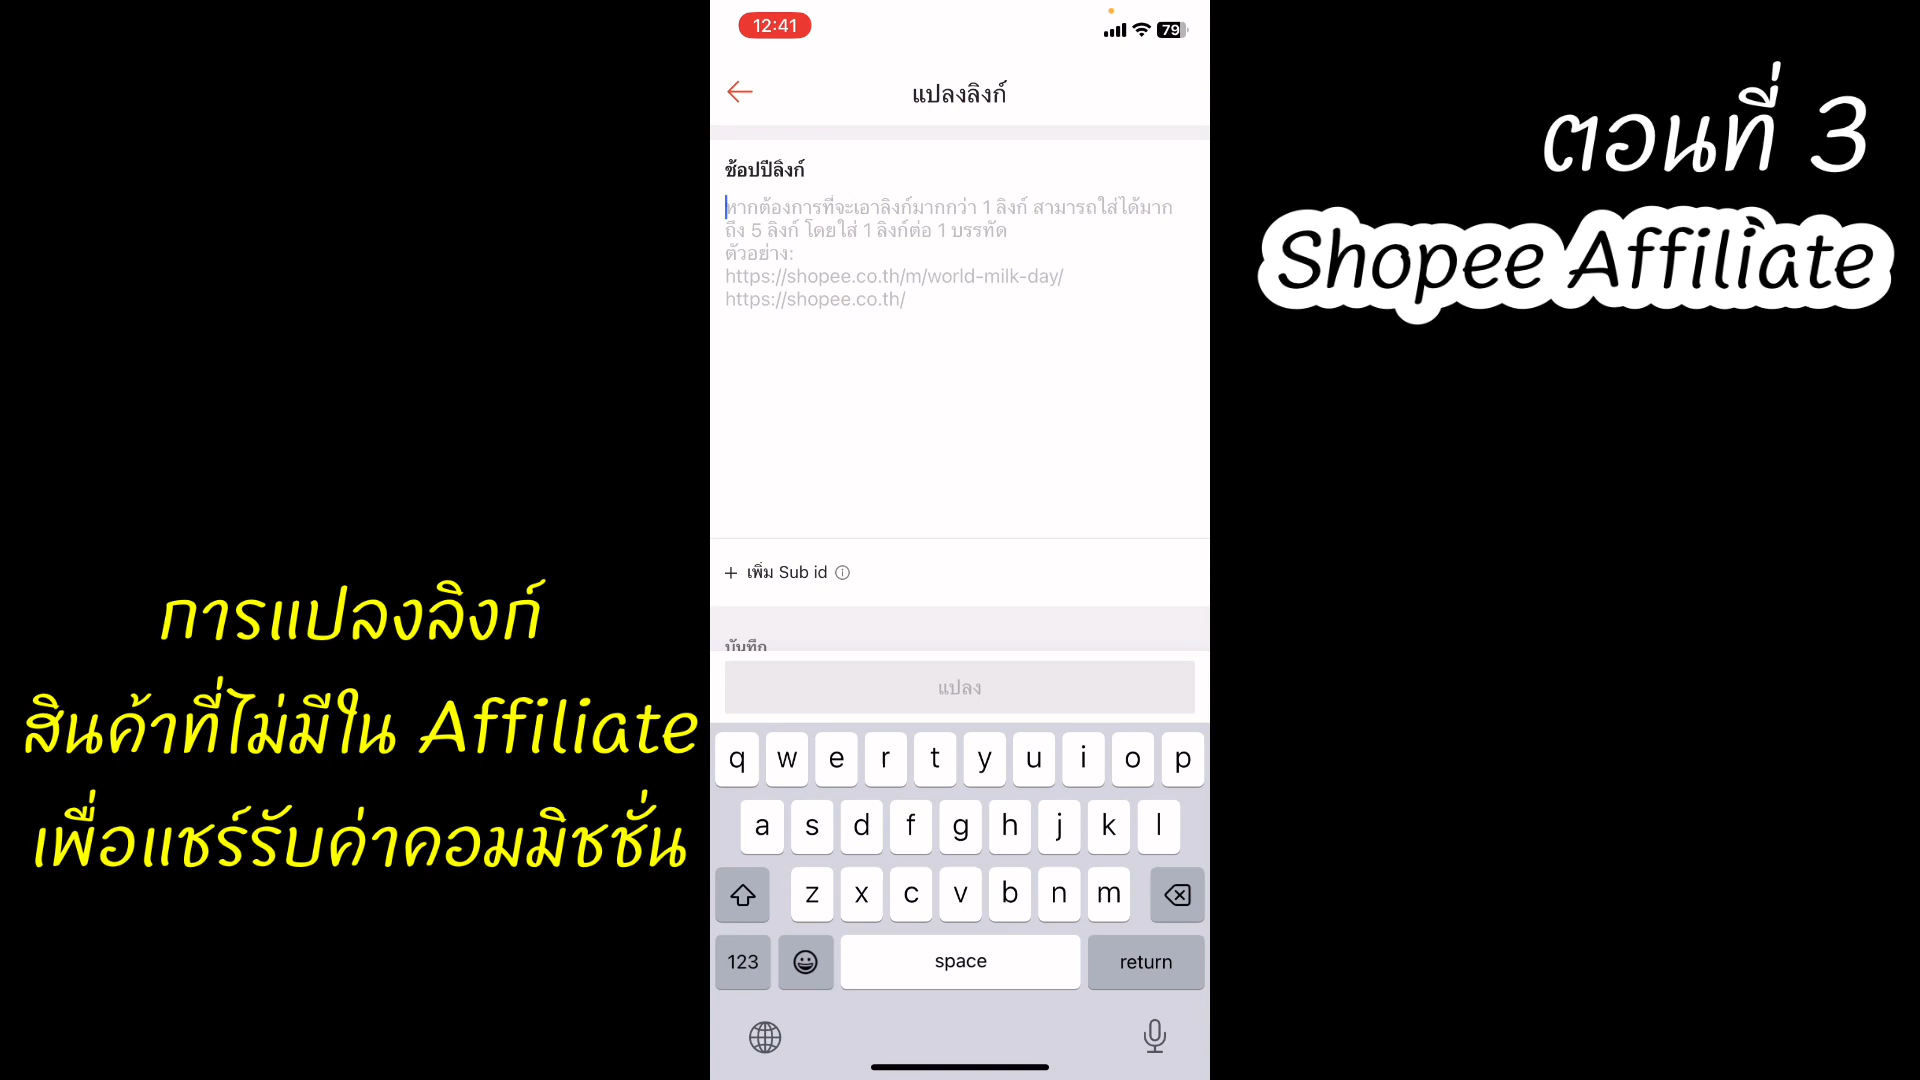 12:41
79
แปลงลิงก์
ช้อปปี้ลิงก์
หากต้องการที่จะเอาลิงก์มากกว่า 1 ลิงก์ สามารถใส่ได้มาก
ถึง 5 ลิงก์ โดยใส่ 1 ลิงก์ต่อ 1 บรรทัด
ตัวอย่าง:
https://shopee.co.th/m/world-milk-day/
https://shopee.co.th/
+ เพิ่ม Sub id
บันทึก
แปลง
q w e r t y u i o p
a s d f g h j k l
z x c v b n m
123 space return
ตอนที่ 3
Shopee Affiliate
การแปลงลิงก์
สินค้าที่ไม่มีใน Affiliate
เพื่อแชร์รับค่าคอมมิชชั่น